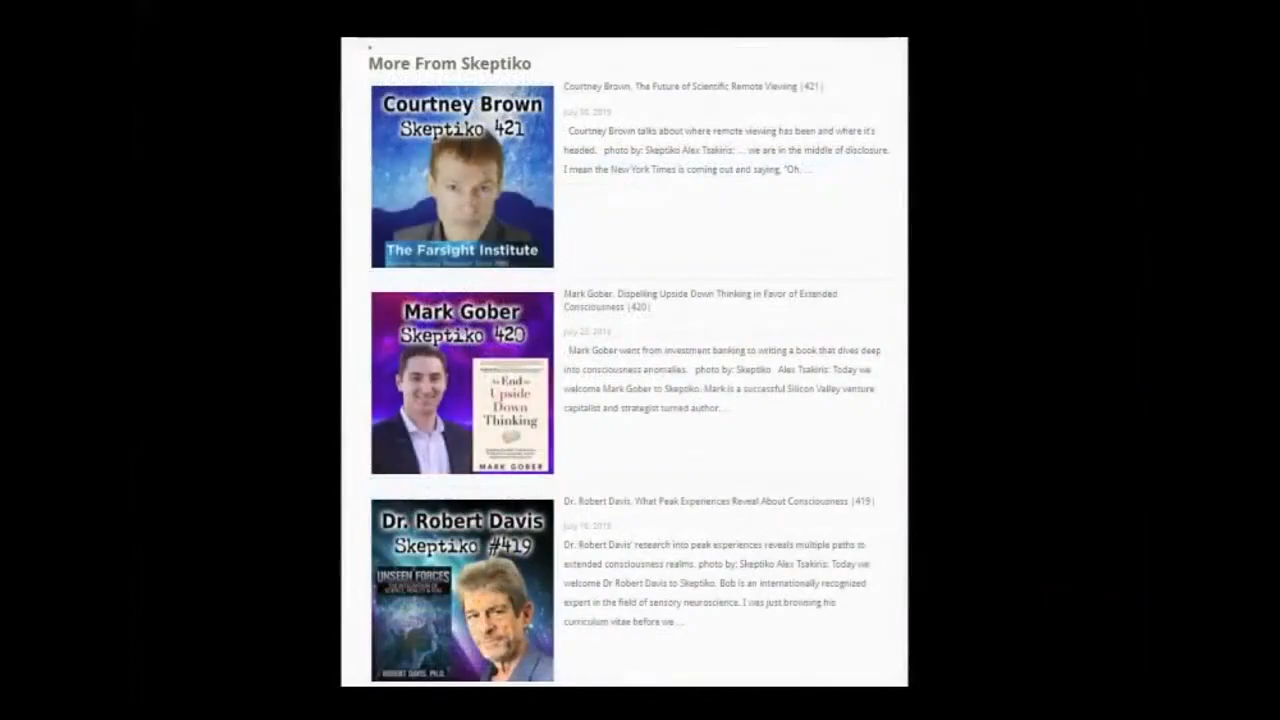 More From Skeptiko
Courtney Brown
Skeptiko 421
The Farsight Institute
Courtney Brown, The Future of Scientific Remote Viewing |421|
July 30, 2019
Courtney Brown talks about where remote viewing has been and where it's
headed. photo by: Skeptiko Alex Tsakiris: ... we are in the middle of disclosure.
I mean the New York Times is coming out and saying, "Oh, ...
Mark Gober
Skeptiko 420
An End to
Upside
Down
Thinking
MARK GOBER
Mark Gober, Dispelling Upside Down Thinking in Favor of Extended
Consciousness |420|
Mark Gober went from investment banking to writing a book that dives deep
into consciousness anomalies. photo by: Skeptiko Alex Tsakiris: Today we
welcome Mark Gober to Skeptiko. Mark is a successful Silicon Valley venture
capitalist and strategist turned author. ...
Dr. Robert Davis
Skeptiko #419
UNSEEN FORCES
ROBERT DAVIS, PH.D.
Dr. Robert Davis, What Peak Experiences Reveal About Consciousness |419|
Dr. Robert Davis' research into peak experiences reveals multiple paths to
extended consciousness realms. photo by: Skeptiko Alex Tsakiris: Today we
welcome Dr Robert Davis to Skeptiko. Bob is an internationally recognized
expert in the field of sensory neuroscience. I was just browsing his
curriculum vitae before we ...